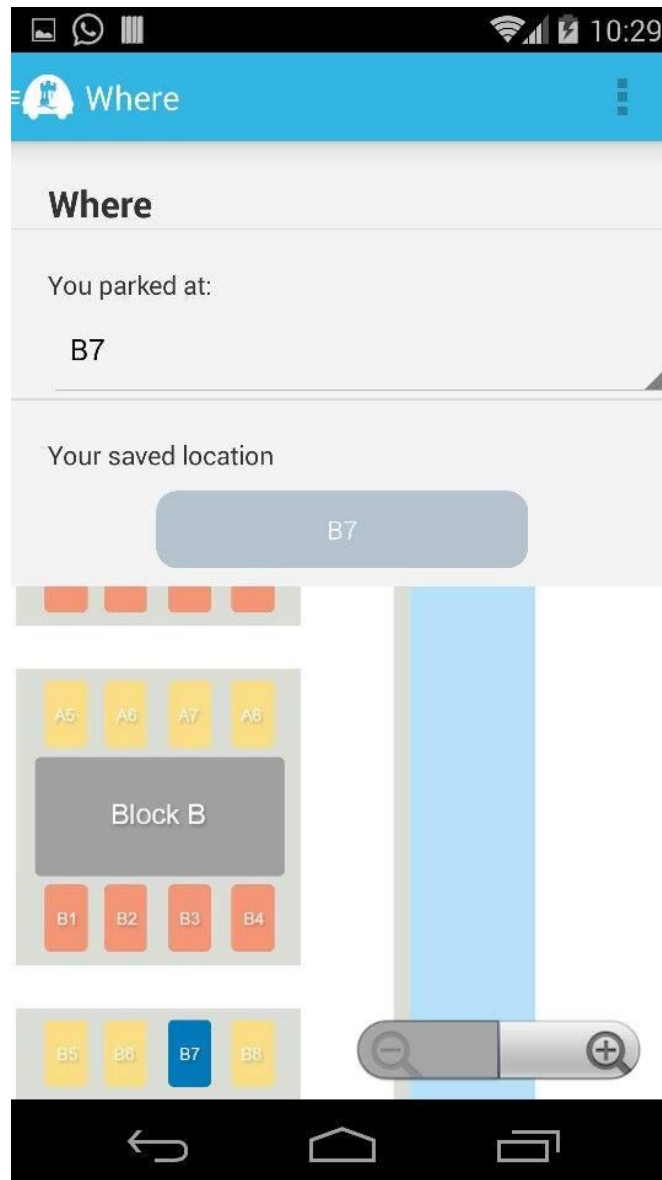 10:29
Where
Where
You parked at:
B7
Your saved location
B7
A5 A6 A7 A8
Block B
B1 B2 B3 B4
B5 B6 B7 B8